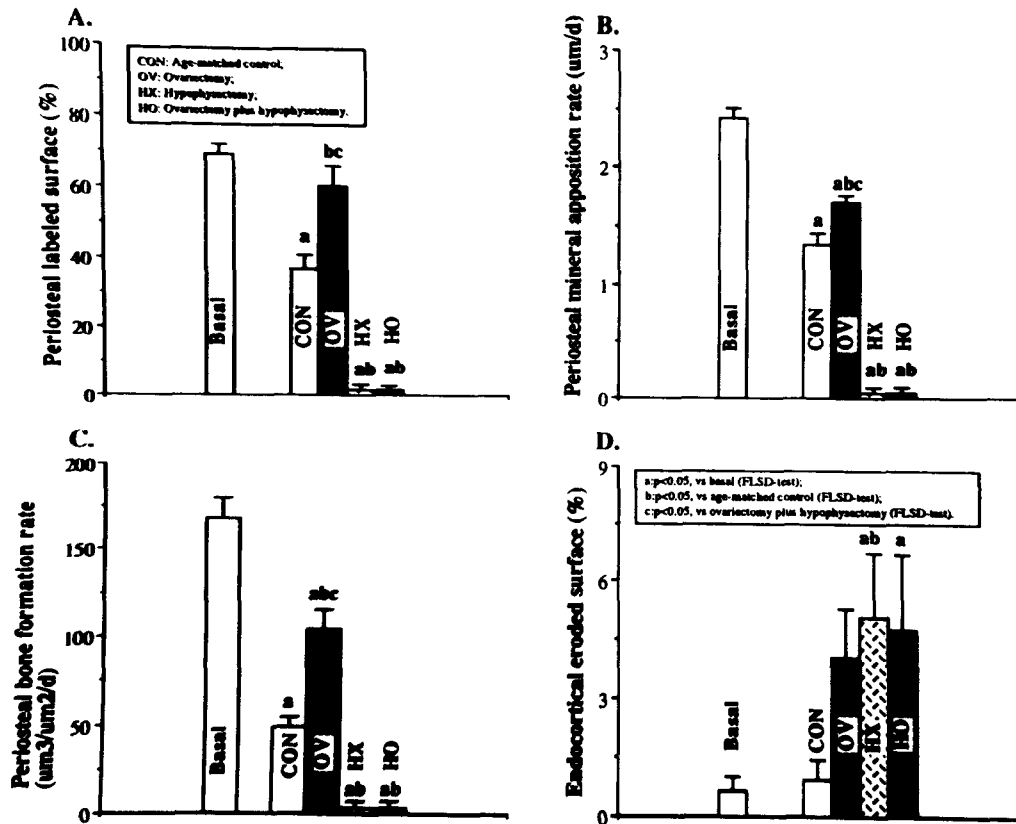 A.
Periosteal labeled surface (%)
100
80
60
40
20
0
CON: Age-matched control;
OV: Ovariectomy;
HX: Hypophysectomy;
HO: Ovariectomy plus hypophysectomy.
Basal
a
CON
bc
OV
HX
ab
HO
ab
B.
Periosteal mineral apposition rate (um/d)
3
2
1
0
Basal
a
CON
abc
OV
HX
ab
HO
ab
C.
Periosteal bone formation rate
(um3/um2/d)
200
150
100
50
0
Basal
a
CON
abc
OV
HX
ab
HO
ab
D.
Endocortical eroded surface (%)
9
6
3
0
a:p<0.05, vs basal (FLSD-test);
b:p<0.05, vs age-matched control (FLSD-test);
c:p<0.05, vs ovariectomy plus hypophysectomy (FLSD-test).
Basal
CON
OV
ab
HX
a
HO